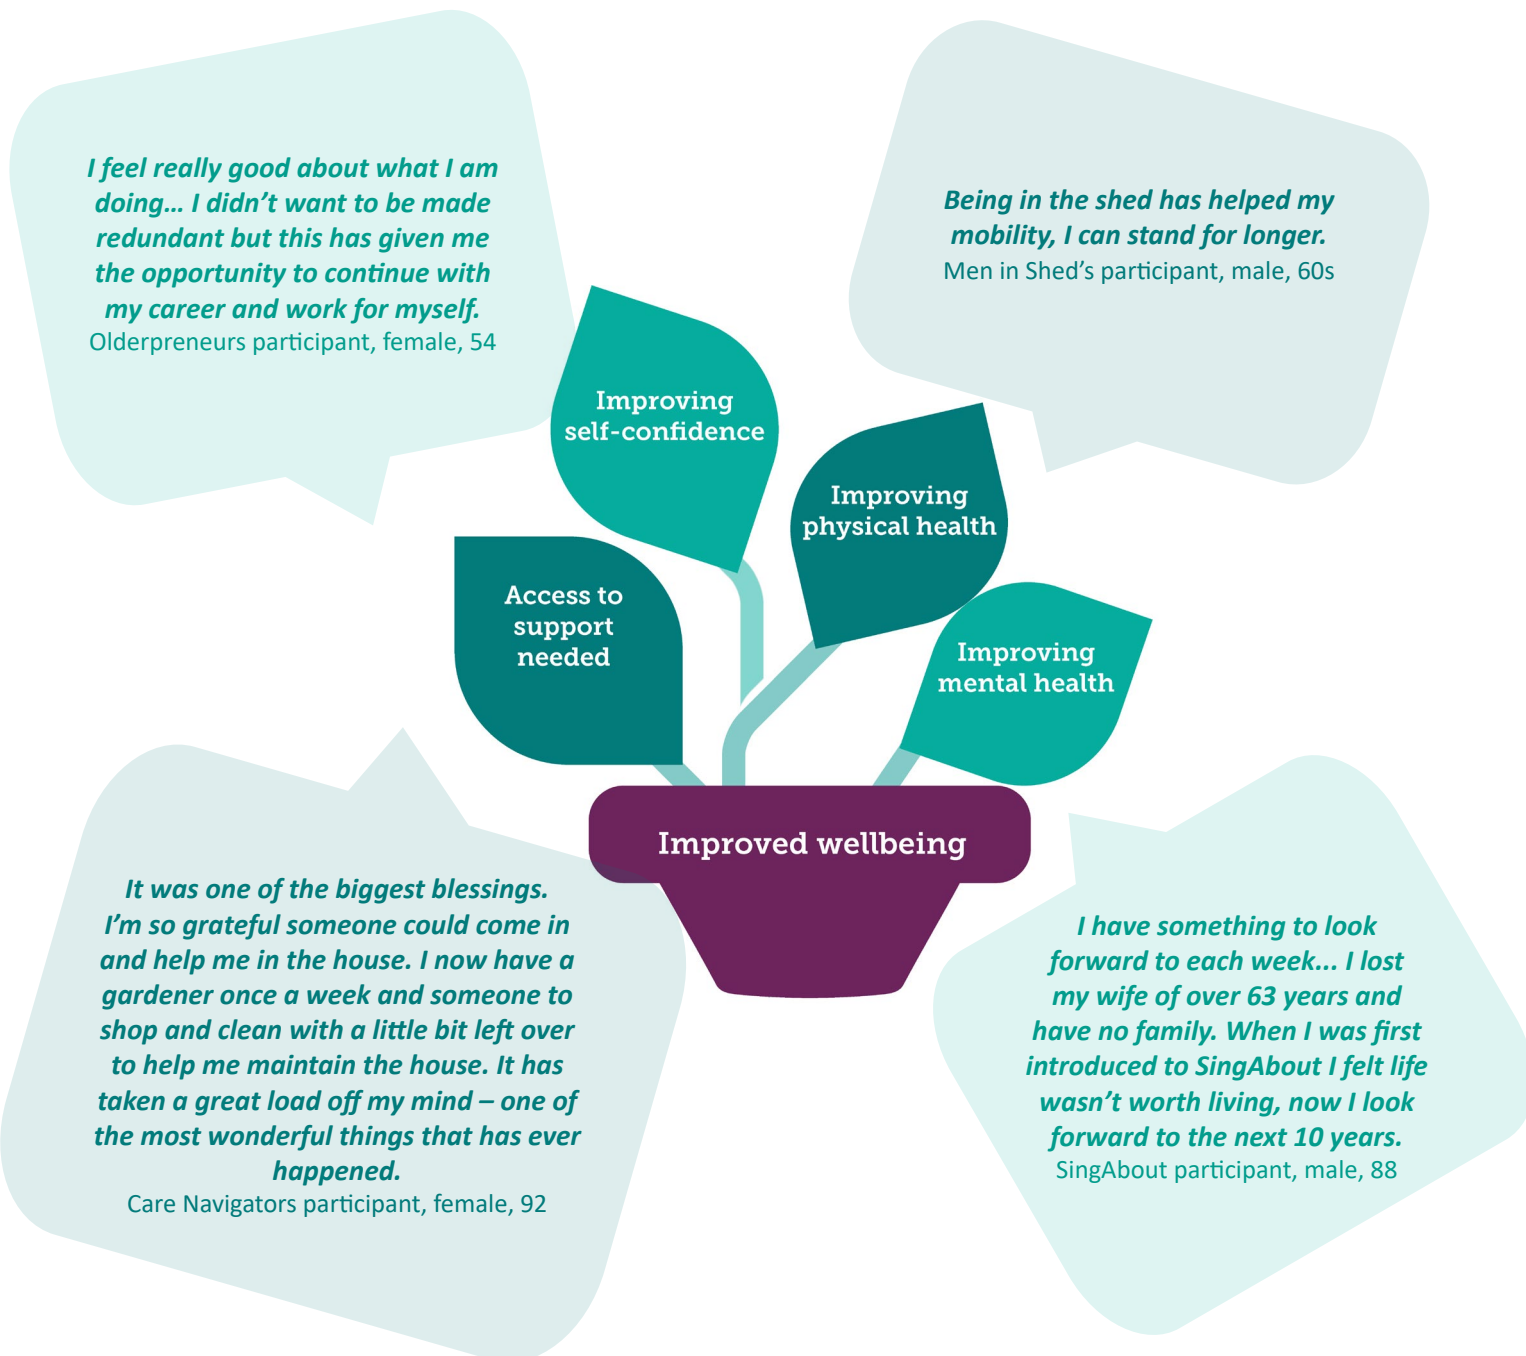 I feel really good about what I am
doing... I didn't want to be made
redundant but this has given me
the opportunity to continue with
my career and work for myself.
Olderpreneurs participant, female, 54
Being in the shed has helped my
mobility, I can stand for longer.
Men in Shed's participant, male, 60s
Improving
self-confidence
Improving
physical health
Access to
support
needed
Improving
mental health
Improved wellbeing
It was one of the biggest blessings.
I'm so grateful someone could come in
and help me in the house. I now have a
gardener once a week and someone to
shop and clean with a little bit left over
to help me maintain the house. It has
taken a great load off my mind – one of
the most wonderful things that has ever
happened.
Care Navigators participant, female, 92
I have something to look
forward to each week... I lost
my wife of over 63 years and
have no family. When I was first
introduced to SingAbout I felt life
wasn't worth living, now I look
forward to the next 10 years.
SingAbout participant, male, 88